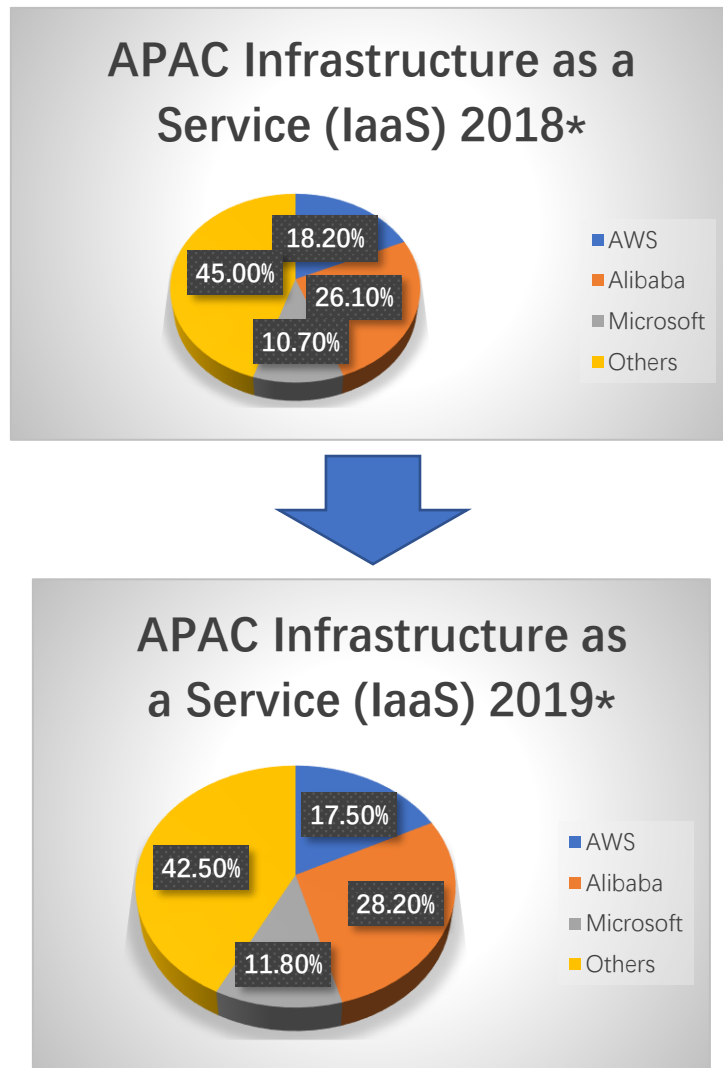 APAC Infrastructure as a
Service (IaaS) 2018*
18.20%
45.00%
26.10%
10.70%
AWS
Alibaba
Microsoft
Others
APAC Infrastructure as
a Service (IaaS) 2019*
17.50%
42.50%
28.20%
11.80%
AWS
Alibaba
Microsoft
Others